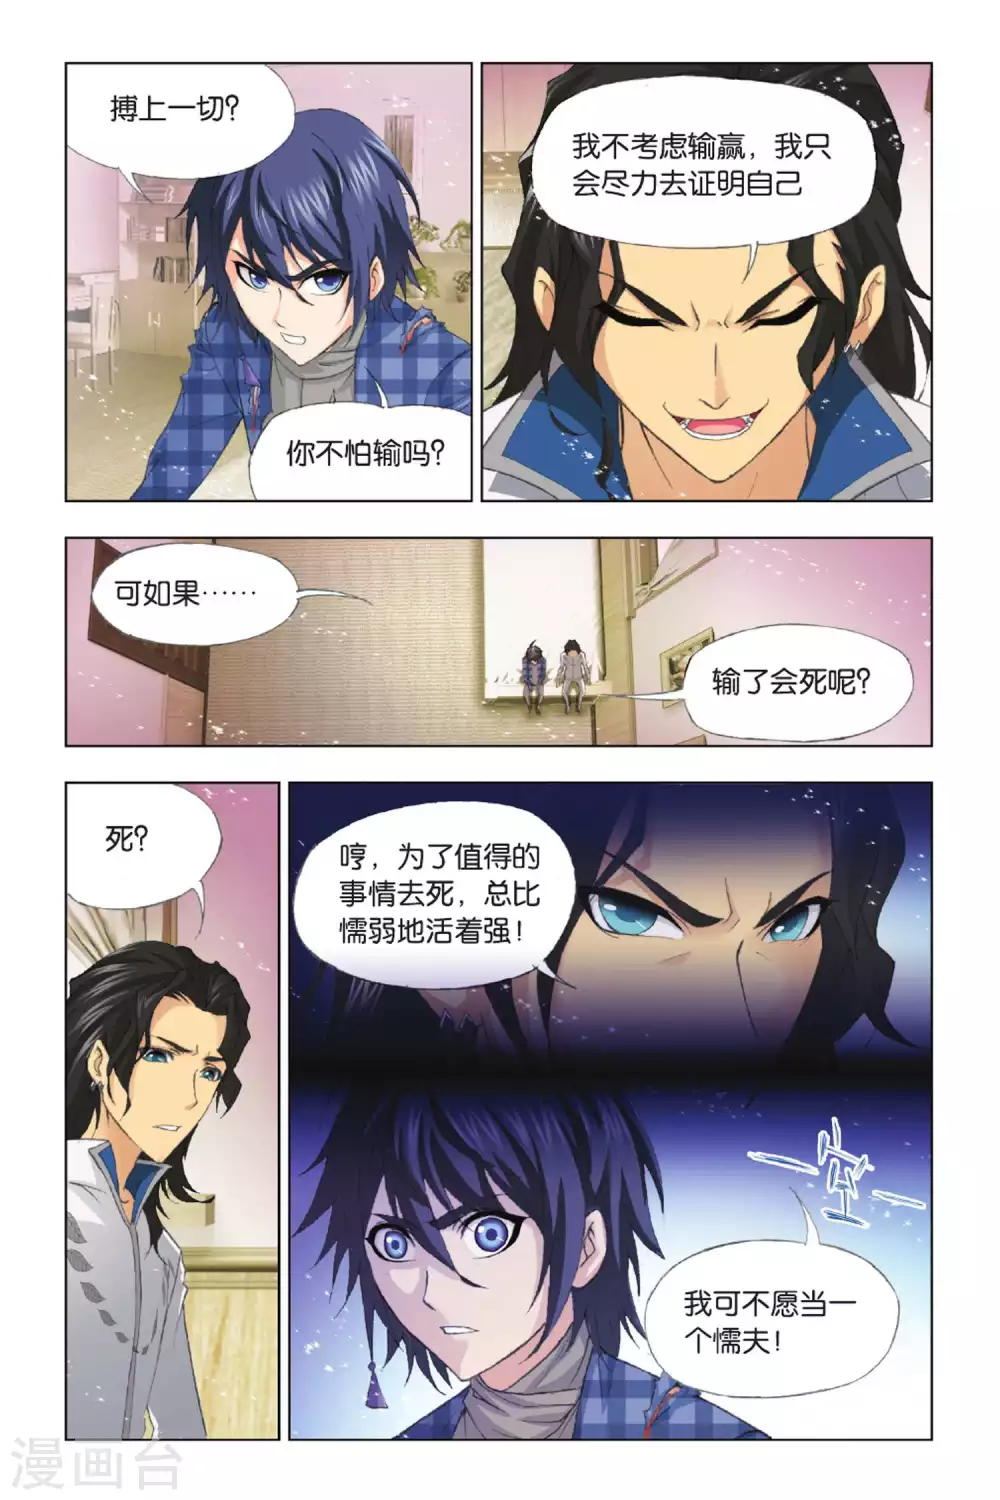 搏上一切？
你不怕输吗？
我不考虑输赢，我只
会尽力去证明自己
可如果……
输了会死呢？
死？
哼，为了值得的
事情去死，总比
懦弱地活着强！
我可不愿当一
个懦夫！
漫画台